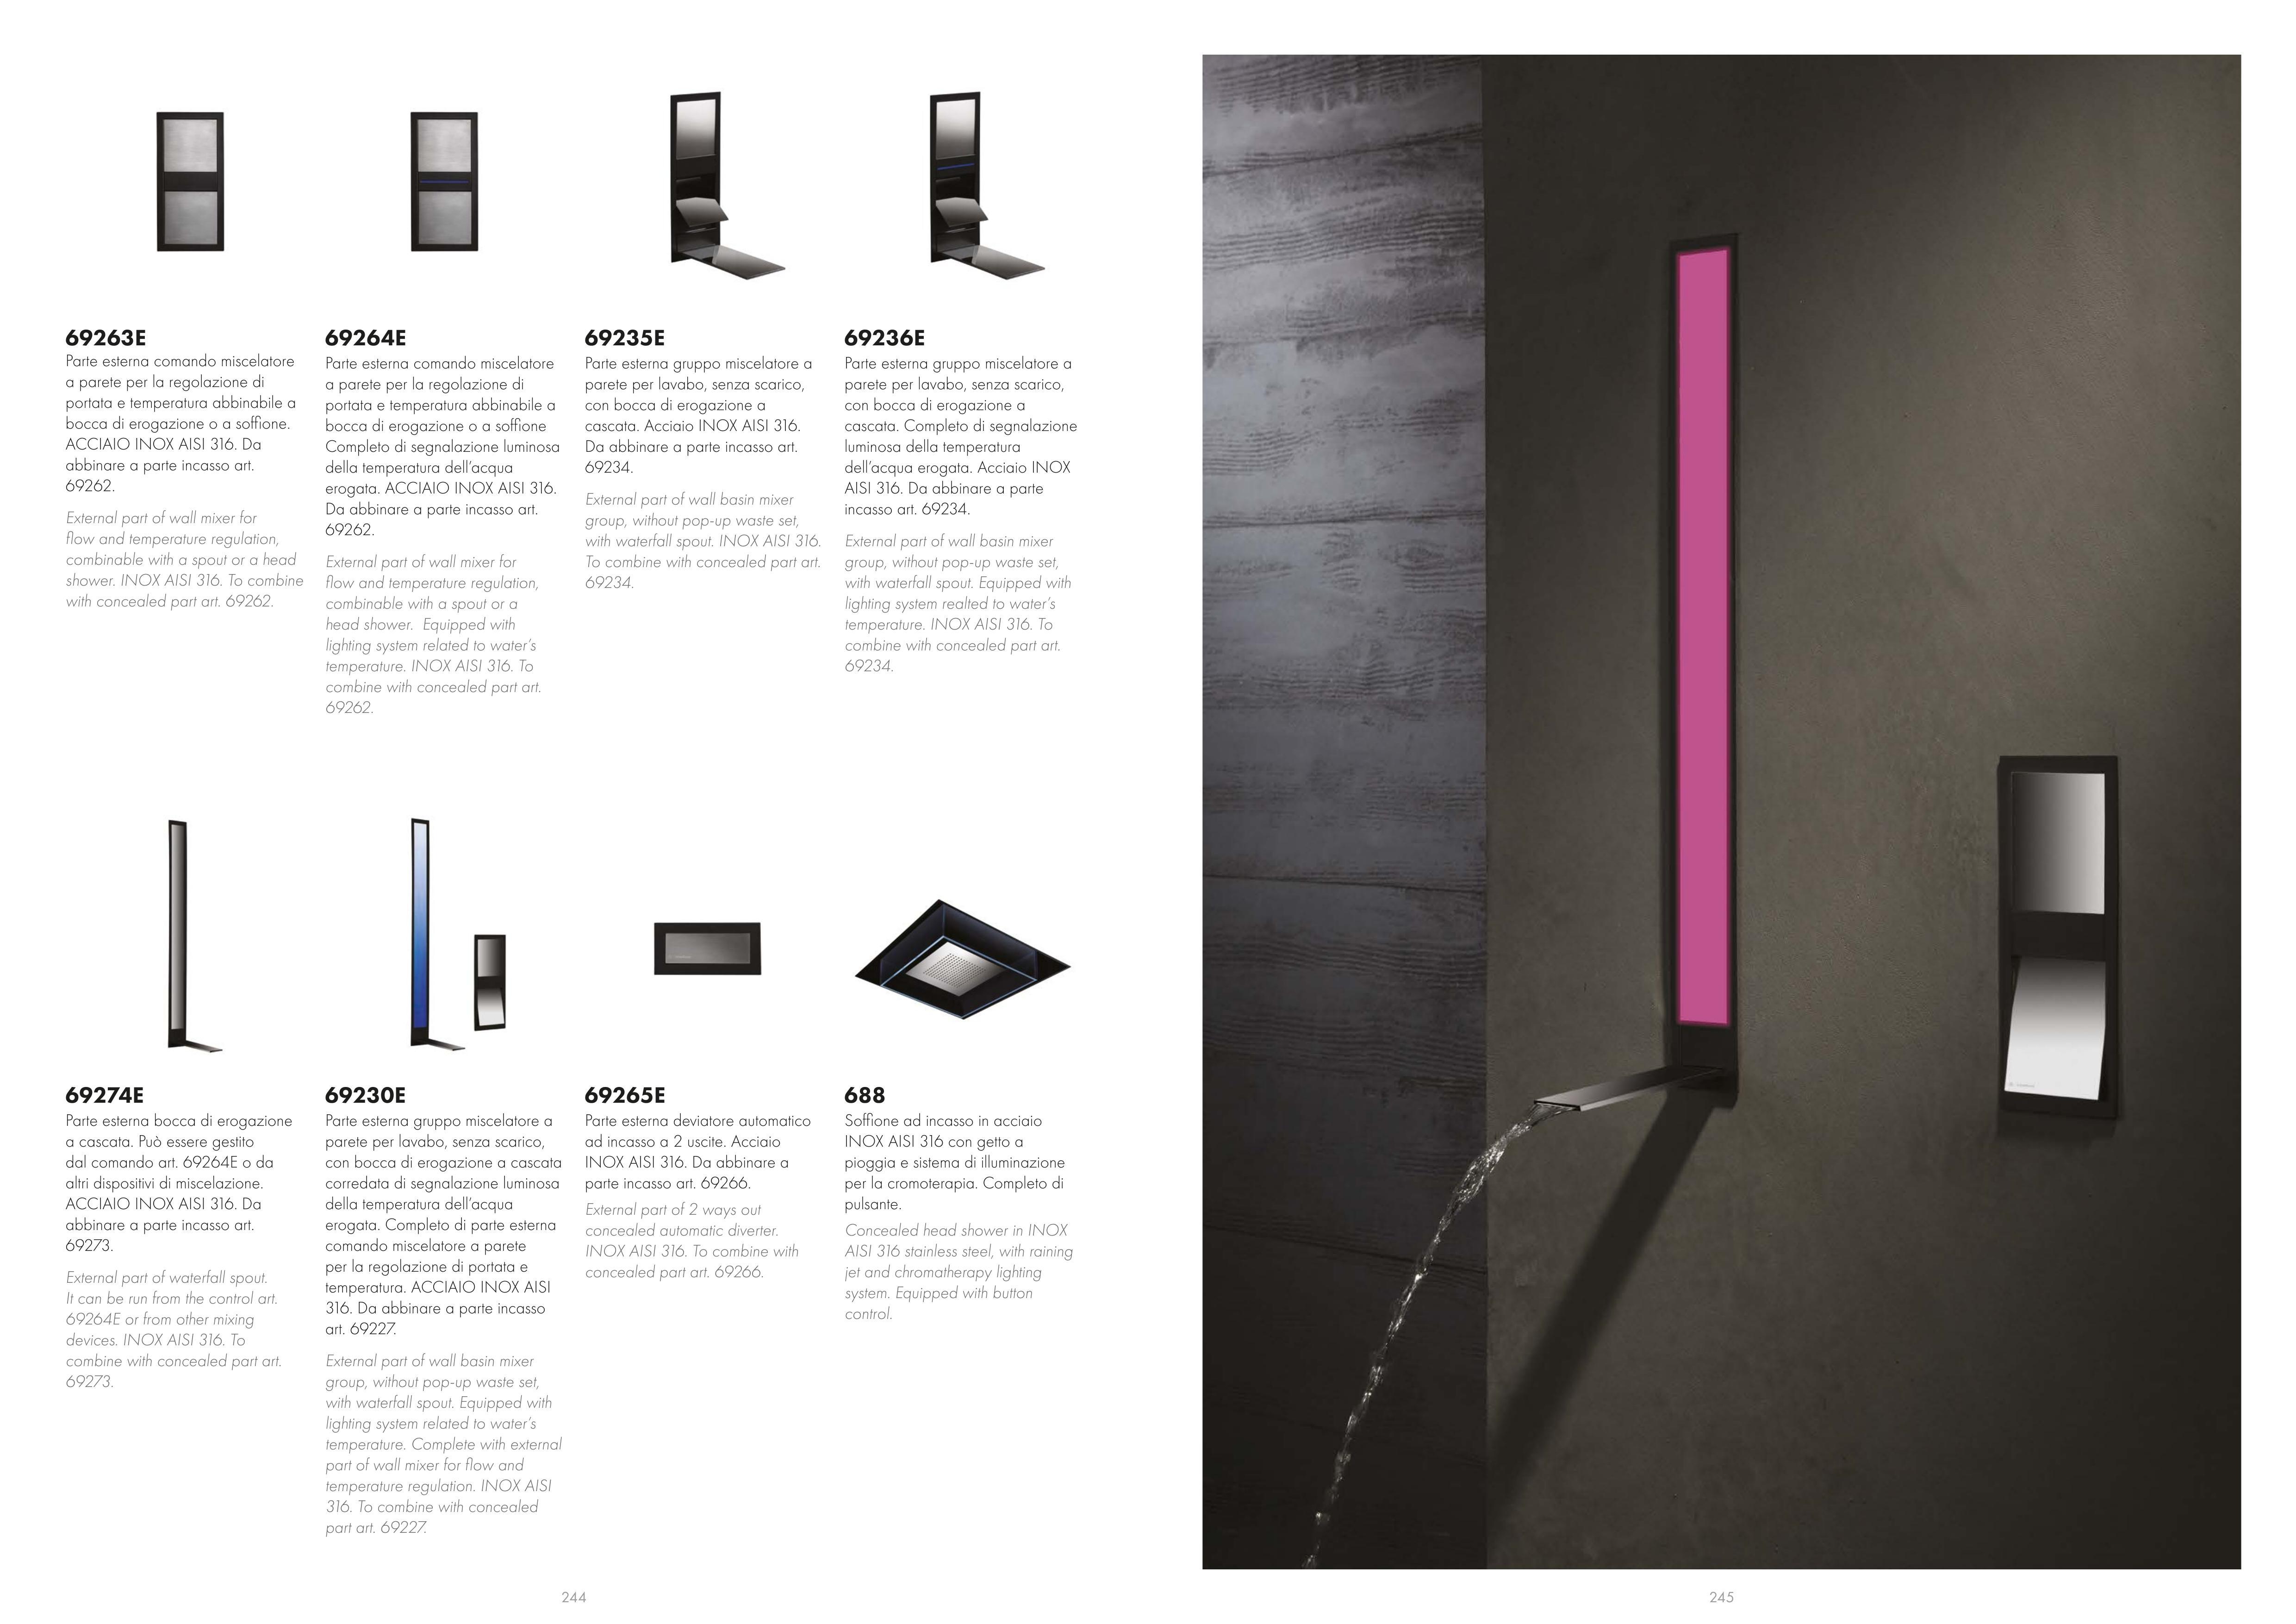 69263E
Parte esterna comando miscelatore
a parete per la regolazione di
portata e temperatura abbinabile a
bocca di erogazione o a soffione.
ACCIAIO INOX AISI 316. Da
abbinare a parte incasso art.
69262.
External part of wall mixer for
flow and temperature regulation,
combinable with a spout or a head
shower. INOX AISI 316. To combine
with concealed part art. 69262.
69264E
Parte esterna comando miscelatore
a parete per la regolazione di
portata e temperatura abbinabile a
bocca di erogazione o a soffione
Completo di segnalazione luminosa
della temperatura dell'acqua
erogata. ACCIAIO INOX AISI 316.
Da abbinare a parte incasso art.
69262.
External part of wall mixer for
flow and temperature regulation,
combinable with a spout or a
head shower.  Equipped with
lighting system related to water's
temperature. INOX AISI 316. To
combine with concealed part art.
69262.
69235E
Parte esterna gruppo miscelatore a
parete per lavabo, senza scarico,
con bocca di erogazione a
cascata. Acciaio INOX AISI 316.
Da abbinare a parte incasso art.
69234.
External part of wall basin mixer
group, without pop-up waste set,
with waterfall spout. INOX AISI 316.
To combine with concealed part art.
69234.
69236E
Parte esterna gruppo miscelatore a
parete per lavabo, senza scarico,
con bocca di erogazione a
cascata. Completo di segnalazione
luminosa della temperatura
dell'acqua erogata. Acciaio INOX
AISI 316. Da abbinare a parte
incasso art. 69234.
External part of wall basin mixer
group, without pop-up waste set,
with waterfall spout. Equipped with
lighting system realted to water's
temperature. INOX AISI 316. To
combine with concealed part art.
69234.
69274E
Parte esterna bocca di erogazione
a cascata. Può essere gestito
dal comando art. 69264E o da
altri dispositivi di miscelazione.
ACCIAIO INOX AISI 316. Da
abbinare a parte incasso art.
69273.
External part of waterfall spout.
It can be run from the control art.
69264E or from other mixing
devices. INOX AISI 316. To
combine with concealed part art.
69273.
69230E
Parte esterna gruppo miscelatore a
parete per lavabo, senza scarico,
con bocca di erogazione a cascata
corredata di segnalazione luminosa
della temperatura dell'acqua
erogata. Completo di parte esterna
comando miscelatore a parete
per la regolazione di portata e
temperatura. ACCIAIO INOX AISI
316. Da abbinare a parte incasso
art. 69227.
External part of wall basin mixer
group, without pop-up waste set,
with waterfall spout. Equipped with
lighting system related to water's
temperature. Complete with external
part of wall mixer for flow and
temperature regulation. INOX AISI
316. To combine with concealed
part art. 69227.
69265E
Parte esterna deviatore automatico
ad incasso a 2 uscite. Acciaio
INOX AISI 316. Da abbinare a
parte incasso art. 69266.
External part of 2 ways out
concealed automatic diverter.
INOX AISI 316. To combine with
concealed part art. 69266.
688
Soffione ad incasso in acciaio
INOX AISI 316 con getto a
pioggia e sistema di illuminazione
per la cromoterapia. Completo di
pulsante.
Concealed head shower in INOX
AISI 316 stainless steel, with raining
jet and chromatherapy lighting
system. Equipped with button
control.
244
245